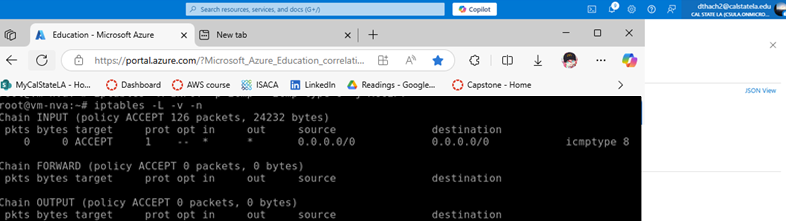 Search resources, services, and docs (G+/)
Copilot
dthach2@calstatela.edu
CAL STATE LA (CSULA.ONMICRO...
Education - Microsoft Azure
New tab
https://portal.azure.com/?Microsoft_Azure_Education_correlati...
MyCalStateLA - Ho...
Dashboard
AWS course
ISACA
LinkedIn
Readings - Google...
Capstone - Home
JSON View
root@vm-nva:~# iptables -L -v -n
Chain INPUT (policy ACCEPT 126 packets, 24232 bytes)
pkts bytes target prot opt in out source destination
0 0 ACCEPT 1 -- * * 0.0.0.0/0 0.0.0.0/0 icmptype 8
Chain FORWARD (policy ACCEPT 0 packets, 0 bytes)
pkts bytes target prot opt in out source destination
Chain OUTPUT (policy ACCEPT 0 packets, 0 bytes)
pkts bytes target prot opt in out source destination